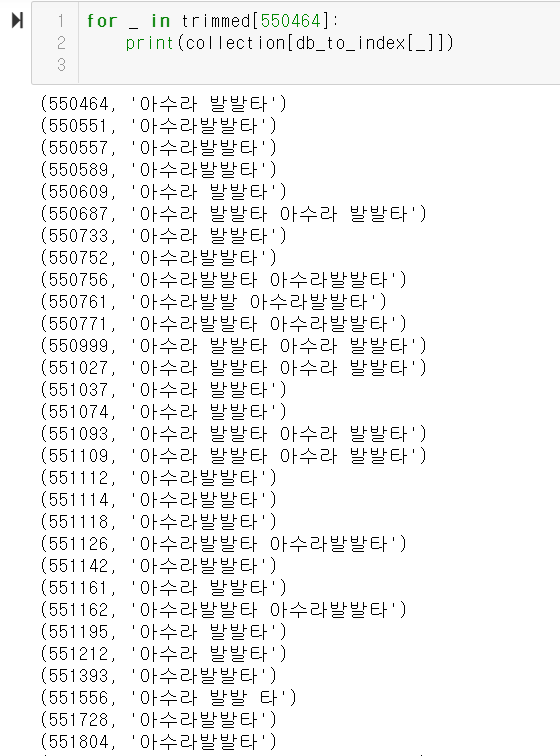 1 for _ in trimmed[550464]:
2     print(collection[db_to_index[_]])
3
(550464, '아수라 발발타')
(550551, '아수라발발타')
(550557, '아수라발발타')
(550589, '아수라발발타')
(550609, '아수라 발발타')
(550687, '아수라 발발타 아수라 발발타')
(550733, '아수라 발발타')
(550752, '아수라발발타')
(550756, '아수라발발타 아수라발발타')
(550761, '아수라발발 아수라발발타')
(550771, '아수라발발타 아수라발발타')
(550999, '아수라 발발타 아수라 발발타')
(551027, '아수라 발발타 아수라 발발타')
(551037, '아수라 발발타')
(551074, '아수라 발발타')
(551093, '아수라 발발타 아수라 발발타')
(551109, '아수라 발발타 아수라 발발타')
(551112, '아수라발발타')
(551114, '아수라발발타')
(551118, '아수라발발타')
(551126, '아수라발발타 아수라발발타')
(551142, '아수라발발타')
(551161, '아수라 발발타')
(551162, '아수라발발타 아수라발발타')
(551195, '아수라 발발타')
(551212, '아수라 발발타')
(551393, '아수라발발타')
(551556, '아수라 발발 타')
(551728, '아수라발발타')
(551804, '아수라발발타')